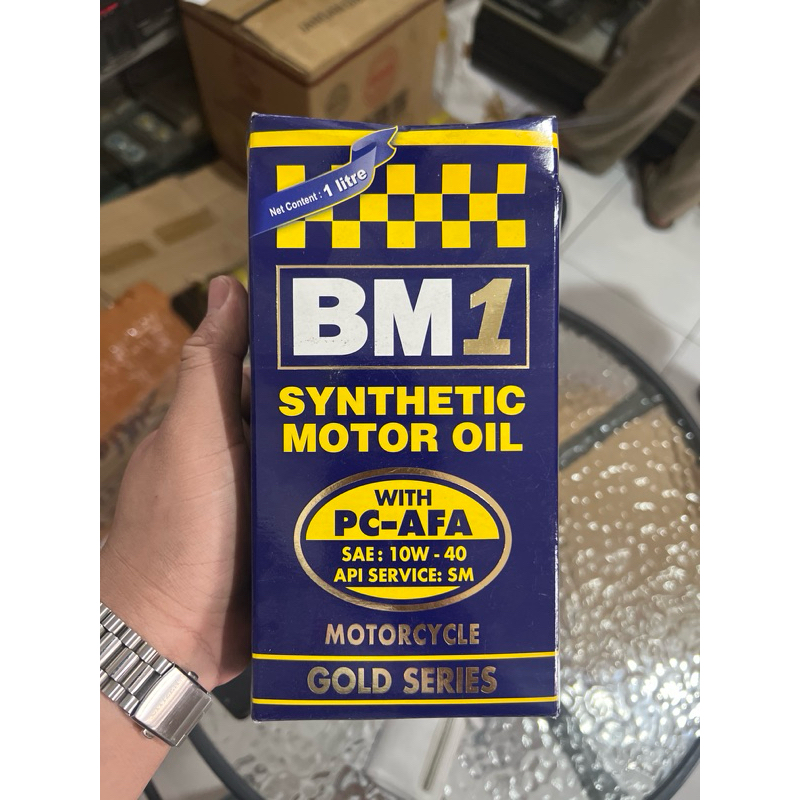 Net Content : 1 litre
BM1
SYNTHETIC
MOTOR OIL
WITH
PC-AFA
SAE: 10W - 40
API SERVICE: SM
MOTORCYCLE
GOLD SERIES